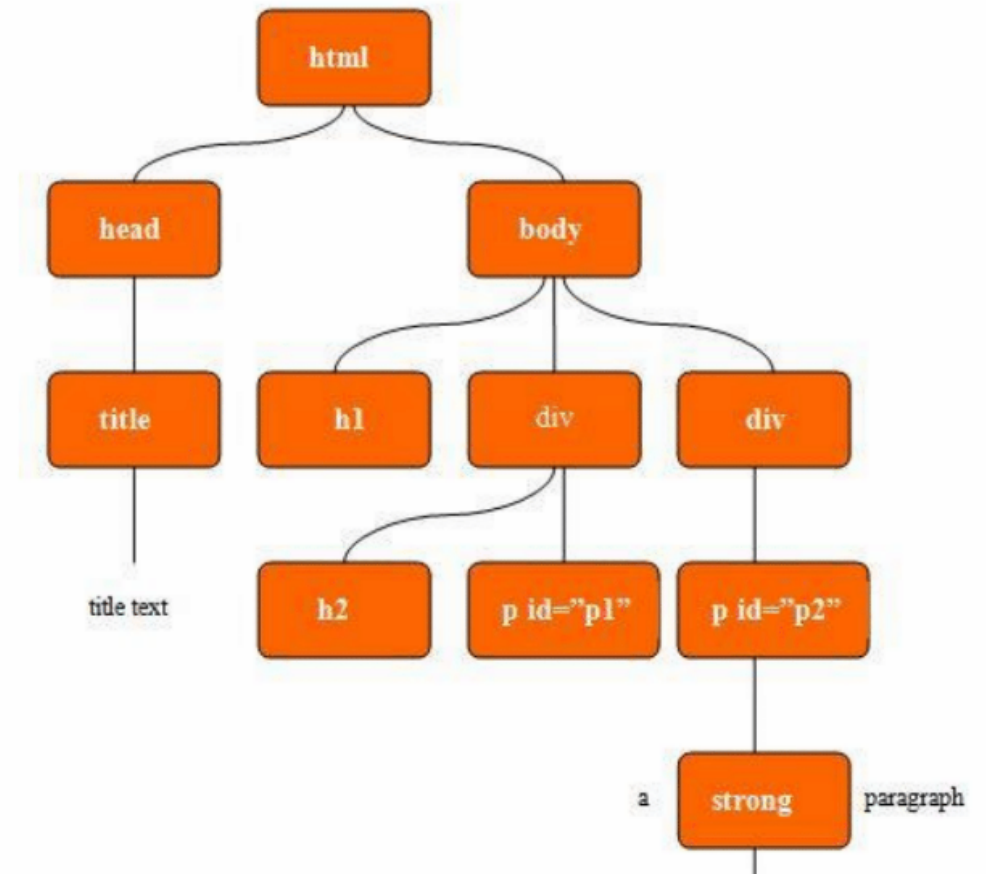 html
head
body
title
h1
div
div
title text
h2
p id=”p1”
p id=”p2”
a
strong
paragraph